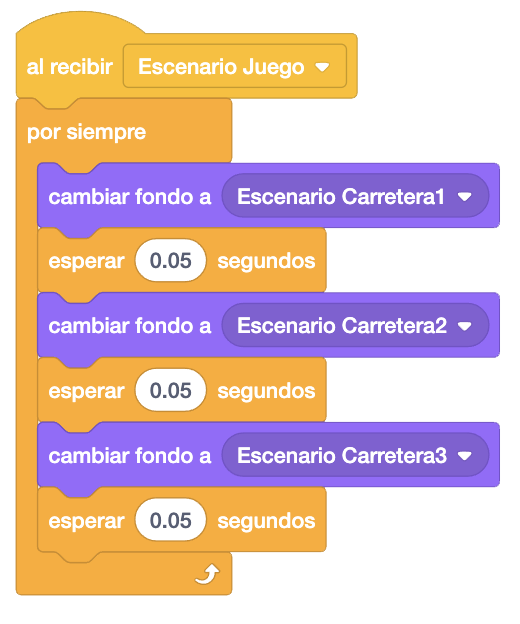 al recibir Escenario Juego
por siempre
cambiar fondo a Escenario Carretera1
esperar 0.05 segundos
cambiar fondo a Escenario Carretera2
esperar 0.05 segundos
cambiar fondo a Escenario Carretera3
esperar 0.05 segundos